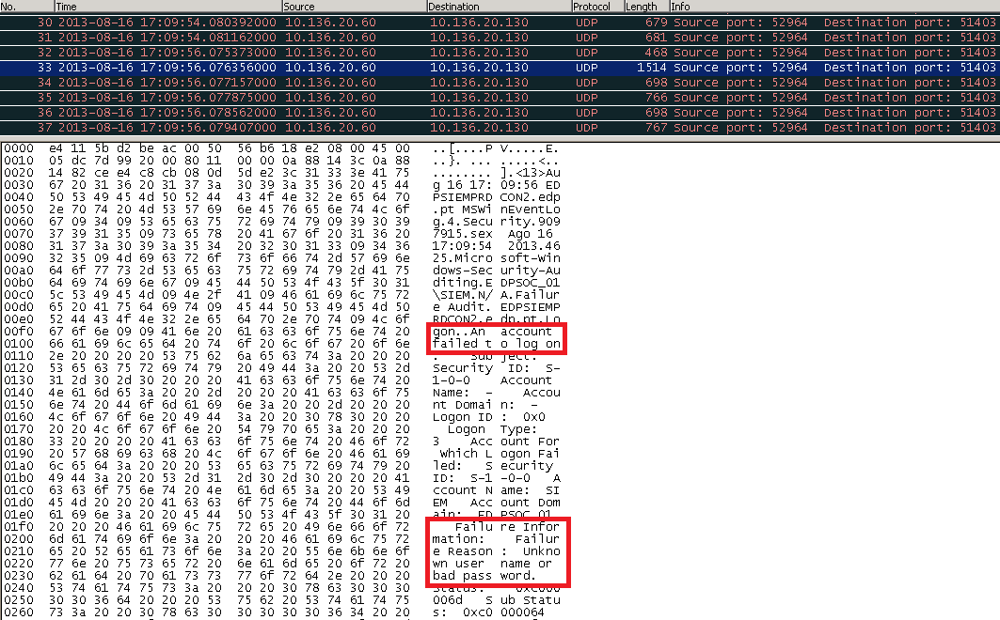 No. Time Source Destination Protocol Length Info
30 2013-08-16 17:09:54.080392000 10.136.20.60 10.136.20.130 UDP 679 Source port: 52964 Destination port: 51403
31 2013-08-16 17:09:54.081162000 10.136.20.60 10.136.20.130 UDP 681 Source port: 52964 Destination port: 51403
32 2013-08-16 17:09:56.075373000 10.136.20.60 10.136.20.130 UDP 468 Source port: 52964 Destination port: 51403
33 2013-08-16 17:09:56.076356000 10.136.20.60 10.136.20.130 UDP 1514 Source port: 52964 Destination port: 51403
34 2013-08-16 17:09:56.077157000 10.136.20.60 10.136.20.130 UDP 698 Source port: 52964 Destination port: 51403
35 2013-08-16 17:09:56.077875000 10.136.20.60 10.136.20.130 UDP 766 Source port: 52964 Destination port: 51403
36 2013-08-16 17:09:56.078562000 10.136.20.60 10.136.20.130 UDP 698 Source port: 52964 Destination port: 51403
37 2013-08-16 17:09:56.079407000 10.136.20.60 10.136.20.130 UDP 767 Source port: 52964 Destination port: 51403
0000 e4 11 5b d2 be ac 00 50 56 b6 18 e2 08 00 45 00 ..[....P V.....E.
0010 05 dc 7d 99 20 00 80 11 00 00 0a 88 14 3c 0a 88 ..}. ... .....<..
0020 14 82 ce e4 c8 cb 08 0d 5d e2 3c 31 33 3e 41 75 ........ ].<13>Au
0030 67 20 31 36 20 31 37 3a 30 39 3a 35 36 20 45 44 g 16 17: 09:56 ED
0040 50 53 49 45 4d 50 52 44 43 4f 4e 32 2e 65 64 70 PSIEMPRD CON2.edp
0050 2e 70 74 20 4d 53 57 69 6e 45 76 65 6e 74 4c 6f .pt MSWi nEventLo
0060 67 09 34 09 53 65 63 75 72 69 74 79 09 39 30 39 g.4.Secu rity.909
0070 37 39 31 35 09 73 65 78 20 41 67 6f 20 31 36 20 7915.sex Ago 16
0080 31 37 3a 30 39 3a 35 34 20 32 30 31 33 09 34 36 17:09:54 2013.46
0090 32 35 09 4d 69 63 72 6f 73 6f 66 74 2d 57 69 6e 25.Micro soft-Win
00a0 64 6f 77 73 2d 53 65 63 75 72 69 74 79 2d 41 75 dows-Sec urity-Au
00b0 64 69 74 69 6e 67 09 45 44 50 53 4f 43 5f 30 31 diting.E DPSOC_01
00c0 5c 53 49 45 4d 09 4e 2f 41 09 46 61 69 6c 75 72 \SIEM.N/ A.Failur
00d0 65 20 41 75 64 69 74 09 45 44 50 53 49 45 4d 50 e Audit. EDPSIEMP
00e0 52 44 43 4f 4e 32 2e 65 64 70 2e 70 74 09 4c 6f RDCON2.e dp.pt.Lo
00f0 67 6f 6e 09 09 41 6e 20 61 63 63 6f 75 6e 74 20 gon..An account
0100 66 61 69 6c 65 64 20 74 6f 20 6c 6f 67 20 6f 6e failed t o log on
0110 2e 20 20 20 20 53 75 62 6a 65 63 74 3a 20 20 20 . Sub ject:
0120 53 65 63 75 72 69 74 79 20 49 44 3a 20 20 53 2d Security ID: S-
0130 31 2d 30 2d 30 20 20 20 41 63 63 6f 75 6e 74 20 1-0-0 Account
0140 4e 61 6d 65 3a 20 20 2d 20 20 20 41 63 63 6f 75 Name: - Accou
0150 6e 74 20 44 6f 6d 61 69 6e 3a 20 20 2d 20 20 20 nt Domai n: -
0160 4c 6f 67 6f 6e 20 49 44 3a 20 20 30 78 30 20 20 Logon ID : 0x0
0170 20 20 4c 6f 67 6f 6e 20 54 79 70 65 3a 20 20 20 Logon Type:
0180 33 20 20 20 20 41 63 63 6f 75 6e 74 20 46 6f 72 3 Acc ount For
0190 20 57 68 69 63 68 20 4c 6f 67 6f 6e 20 46 61 69 Which L ogon Fai
01a0 6c 65 64 3a 20 20 20 53 65 63 75 72 69 74 79 20 led: S ecurity
01b0 49 44 3a 20 20 53 2d 31 2d 30 2d 30 20 20 20 41 ID: S-1 -0-0 A
01c0 63 63 6f 75 6e 74 20 4e 61 6d 65 3a 20 20 53 49 ccount N ame: SI
01d0 45 4d 20 20 20 41 63 63 6f 75 6e 74 20 44 6f 6d EM Acc ount Dom
01e0 61 69 6e 3a 20 20 45 44 50 53 4f 43 5f 30 31 20 ain: ED PSOC_01
01f0 20 20 20 46 61 69 6c 75 72 65 20 49 6e 66 6f 72 Failu re Infor
0200 6d 61 74 69 6f 6e 3a 20 20 20 46 61 69 6c 75 72 mation: Failur
0210 65 20 52 65 61 73 6f 6e 3a 20 20 55 6e 6b 6e 6f e Reason : Unkno
0220 77 6e 20 75 73 65 72 20 6e 61 6d 65 20 6f 72 20 wn user name or
0230 62 61 64 20 70 61 73 73 77 6f 72 64 2e 20 20 20 bad pass word.
0240 53 74 61 74 75 73 3a 20 20 20 30 78 63 30 30 30 Status: 0xc000
0250 30 30 36 64 20 20 20 53 75 62 20 53 74 61 74 75 006d S ub Statu
0260 73 3a 20 20 30 78 63 30 30 30 30 30 36 34 20 20 s: 0xc0 000064